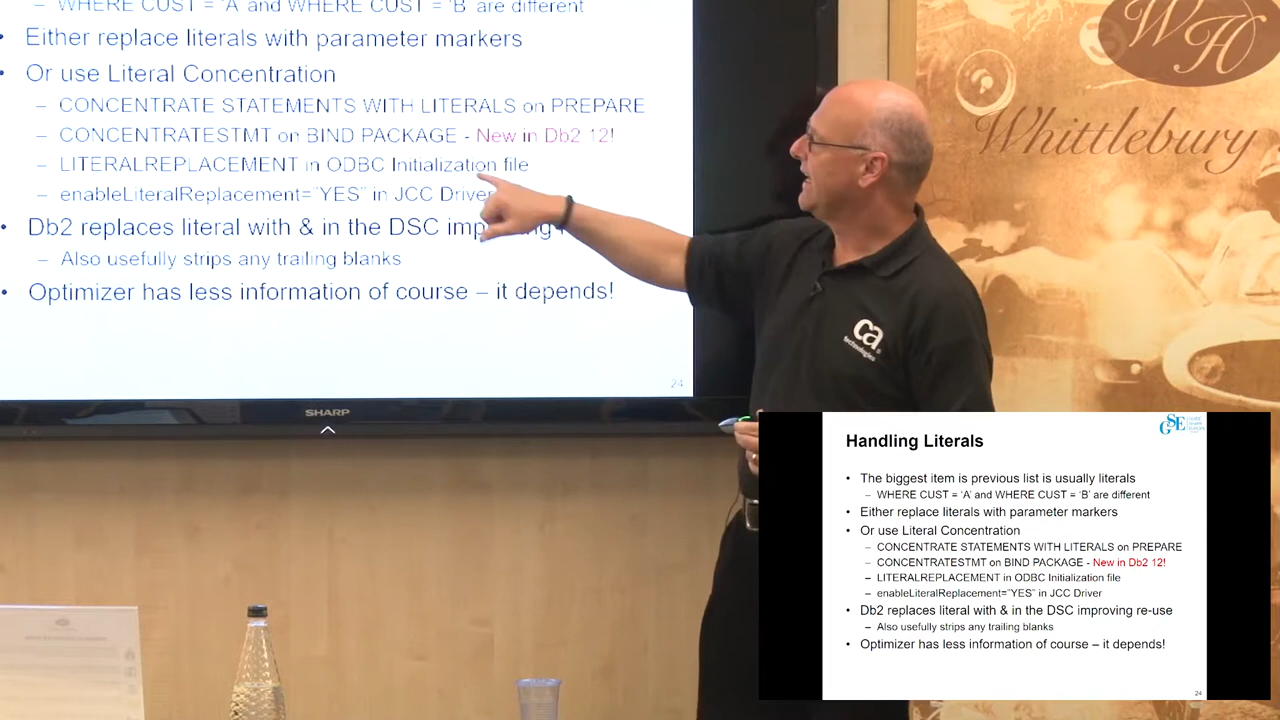 – WHERE CUST = 'A' and WHERE CUST = 'B' are different
• Either replace literals with parameter markers
• Or use Literal Concentration
– CONCENTRATE STATEMENTS WITH LITERALS on PREPARE
– CONCENTRATESTMT on BIND PACKAGE - New in Db2 12!
– LITERALREPLACEMENT in ODBC Initialization file
– enableLiteralReplacement="YES" in JCC Driver
• Db2 replaces literal with & in the DSC improving
– Also usefully strips any trailing blanks
• Optimizer has less information of course – it depends!
24
SHARP
WH
Whittlebury
ca
technologies
GSE
Handling Literals
• The biggest item is previous list is usually literals
– WHERE CUST = 'A' and WHERE CUST = 'B' are different
• Either replace literals with parameter markers
• Or use Literal Concentration
– CONCENTRATE STATEMENTS WITH LITERALS on PREPARE
– CONCENTRATESTMT on BIND PACKAGE - New in Db2 12!
– LITERALREPLACEMENT in ODBC Initialization file
– enableLiteralReplacement="YES" in JCC Driver
• Db2 replaces literal with & in the DSC improving re-use
– Also usefully strips any trailing blanks
• Optimizer has less information of course – it depends!
24